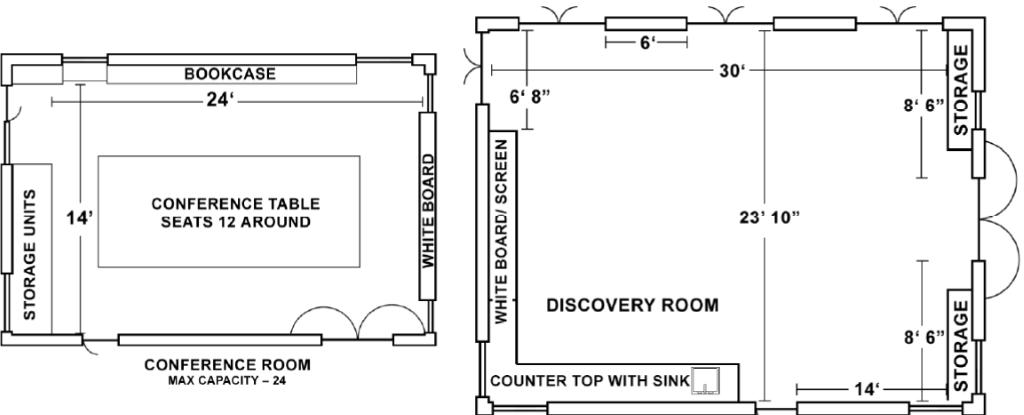 BOOKCASE
24‘
14’
STORAGE UNITS
CONFERENCE TABLE
SEATS 12 AROUND
WHITE BOARD
CONFERENCE ROOM
MAX CAPACITY – 24
6‘
30‘
6‘ 8”
8‘ 6”
STORAGE
WHITE BOARD/ SCREEN
23‘ 10”
DISCOVERY ROOM
8‘ 6”
STORAGE
COUNTER TOP WITH SINK
14‘